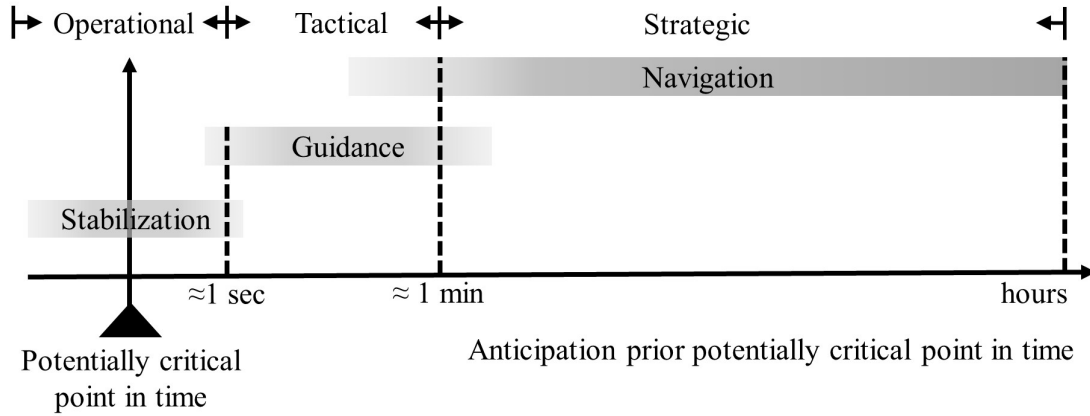 Operational
Tactical
Strategic
Navigation
Guidance
Stabilization
≈1 sec
≈ 1 min
hours
Potentially critical
point in time
Anticipation prior potentially critical point in time